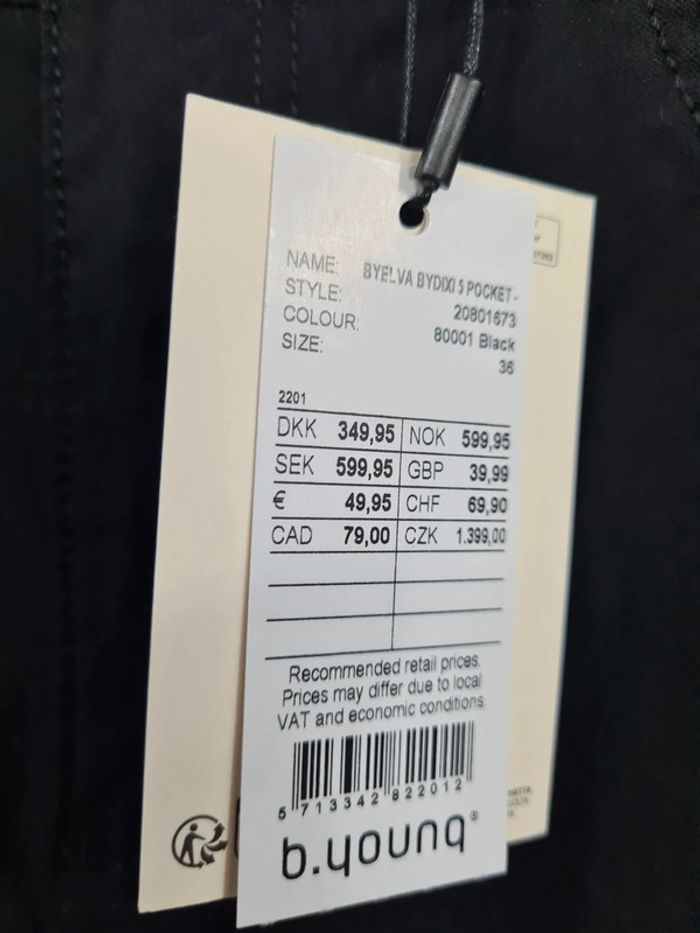 NAME: BYELVA BYDIXI 5 POCKET -
STYLE: 20801673
COLOUR: 80001 Black
SIZE: 36
2201
DKK 349,95 NOK 599,95
SEK 599,95 GBP 39,99
€ 49,95 CHF 69,90
CAD 79,00 CZK 1.399,00
Recommended retail prices.
Prices may differ due to local
VAT and economic conditions.
5 713342 822012
b.young®